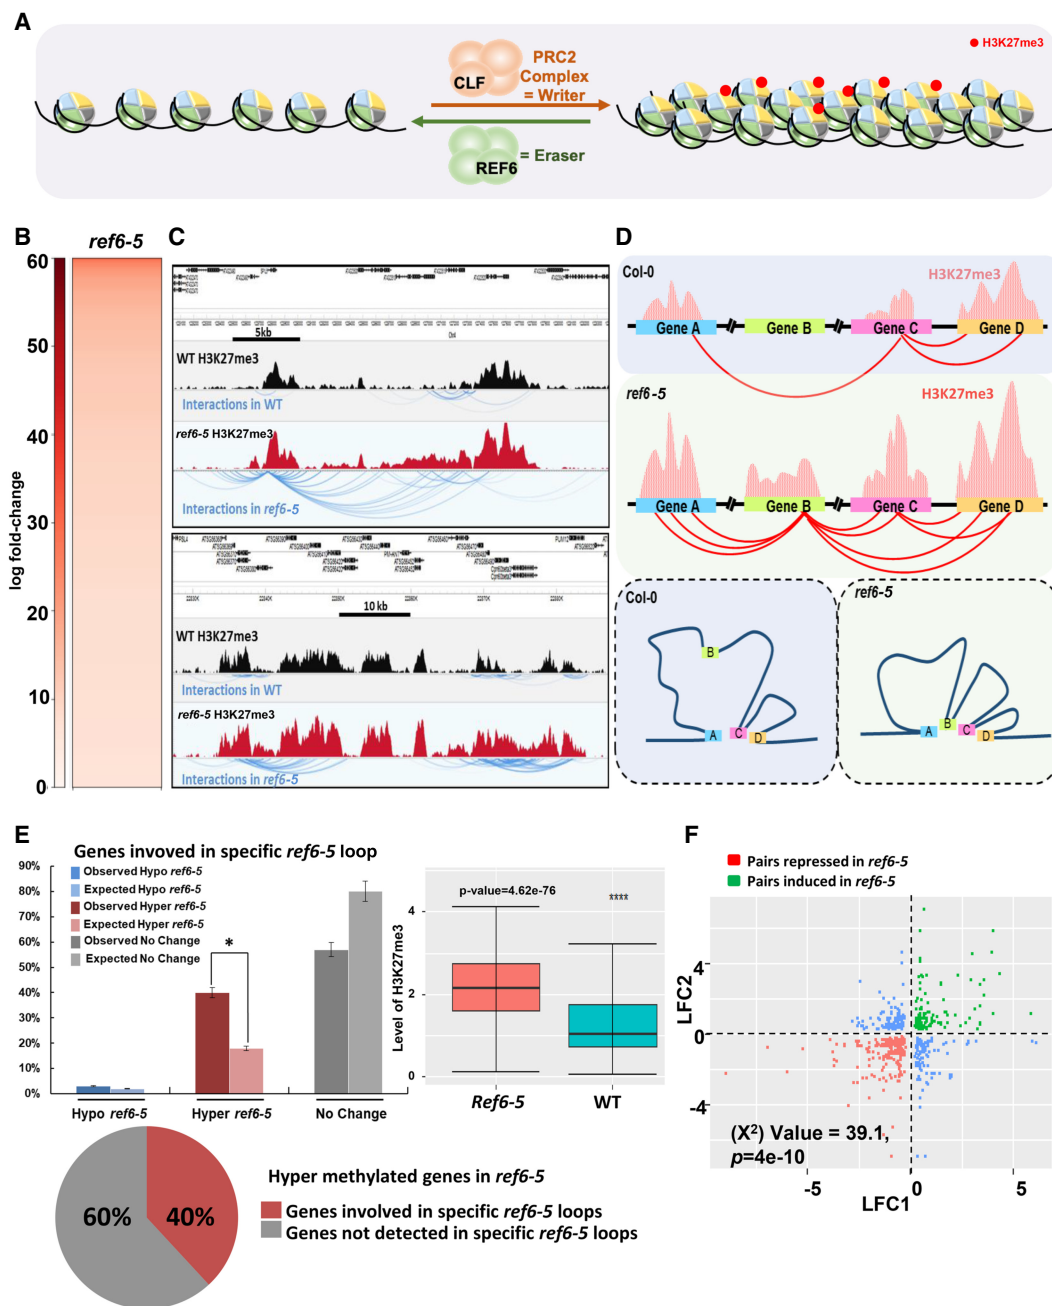 A
H3K27me3
PRC2
Complex
= Writer
CLF
= Eraser
REF6
B
ref6-5
log fold-change
60
50
40
30
20
10
0
C
5kb
Chr4
WT H3K27me3
Interactions in WT
ref6-5 H3K27me3
Interactions in ref6-5
10 kb
WT H3K27me3
Interactions in WT
ref6-5 H3K27me3
Interactions in ref6-5
D
Col-0
H3K27me3
Gene A
Gene B
Gene C
Gene D
ref6-5
H3K27me3
Gene A
Gene B
Gene C
Gene D
Col-0
B
A
C
D
ref6-5
A
B
C
D
E
Genes invoved in specific ref6-5 loop
90%
80%
70%
60%
50%
40%
30%
20%
10%
0%
Observed Hypo ref6-5
Expected Hypo ref6-5
Observed Hyper ref6-5
Expected Hyper ref6-5
Observed No Change
Expected No Change
*
Hypo ref6-5
Hyper ref6-5
No Change
p-value=4.62e-76
****
Level of H3K27me3
4
2
0
Ref6-5
WT
60%
40%
Hyper methylated genes in ref6-5
Genes involved in specific ref6-5 loops
Genes not detected in specific ref6-5 loops
F
Pairs repressed in ref6-5
Pairs induced in ref6-5
LFC2
4
0
-4
(X²) Value = 39.1,
p=4e-10
-5
0
5
LFC1